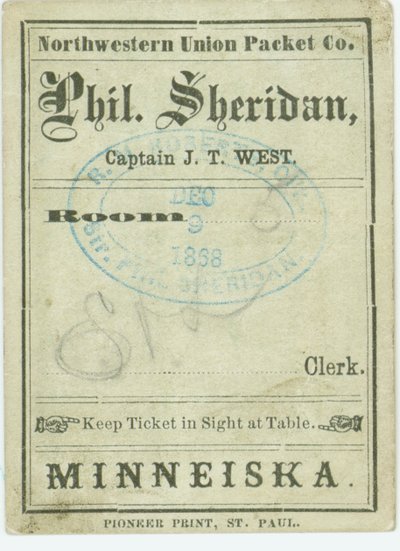 Northwestern Union Packet Co.
Phil. Sheridan,
Captain J. T. WEST.
DEC
Room
9
1868
Str. PHIL SHERIDAN.
Clerk.
Keep Ticket in Sight at Table.
MINNEISKA.
PIONEER PRINT, ST. PAUL.